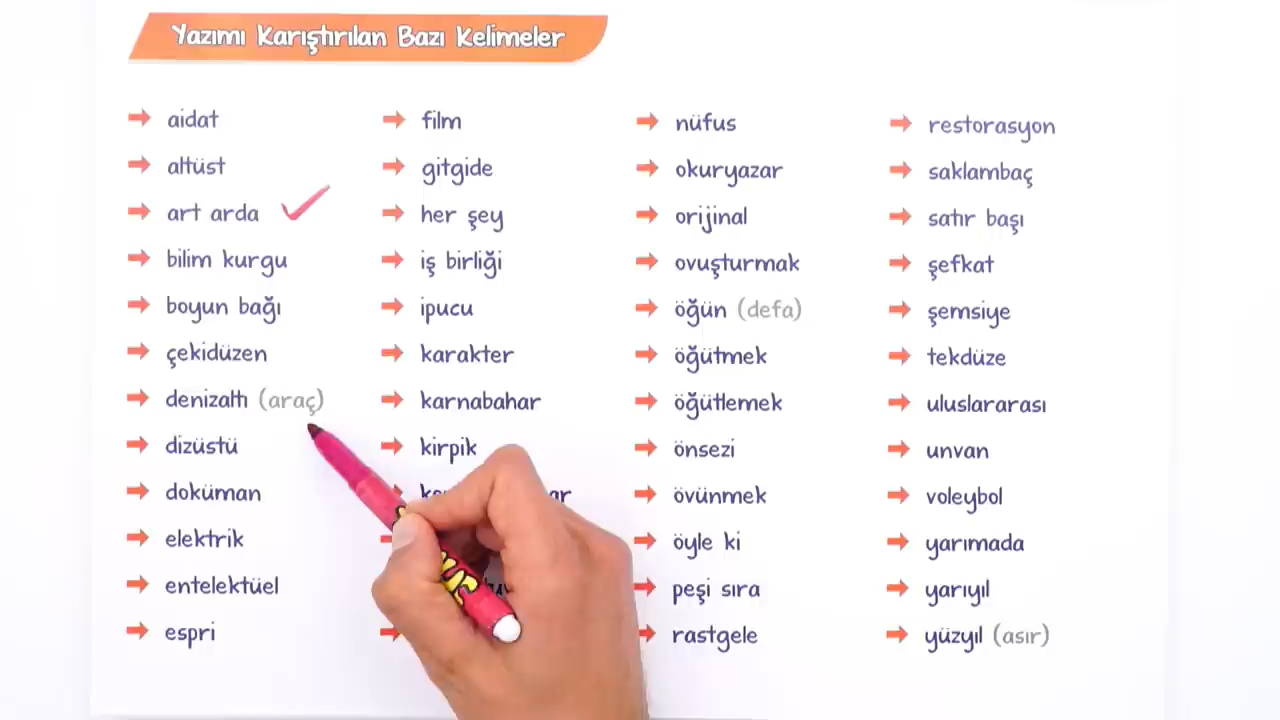 Yazımı Karıştırılan Bazı Kelimeler
aidat
altüst
art arda
bilim kurgu
boyun bağı
çekidüzen
denizaltı (araç)
dizüstü
doküman
elektrik
entelektüel
espri
film
gitgide
her şey
iş birliği
ipucu
karakter
karnabahar
kirpik
nüfus
okuryazar
orijinal
ovuşturmak
öğün (defa)
öğütmek
öğütlemek
önsezi
övünmek
öyle ki
peşi sıra
rastgele
restorasyon
saklambaç
satır başı
şefkat
şemsiye
tekdüze
uluslararası
unvan
voleybol
yarımada
yarıyıl
yüzyıl (asır)